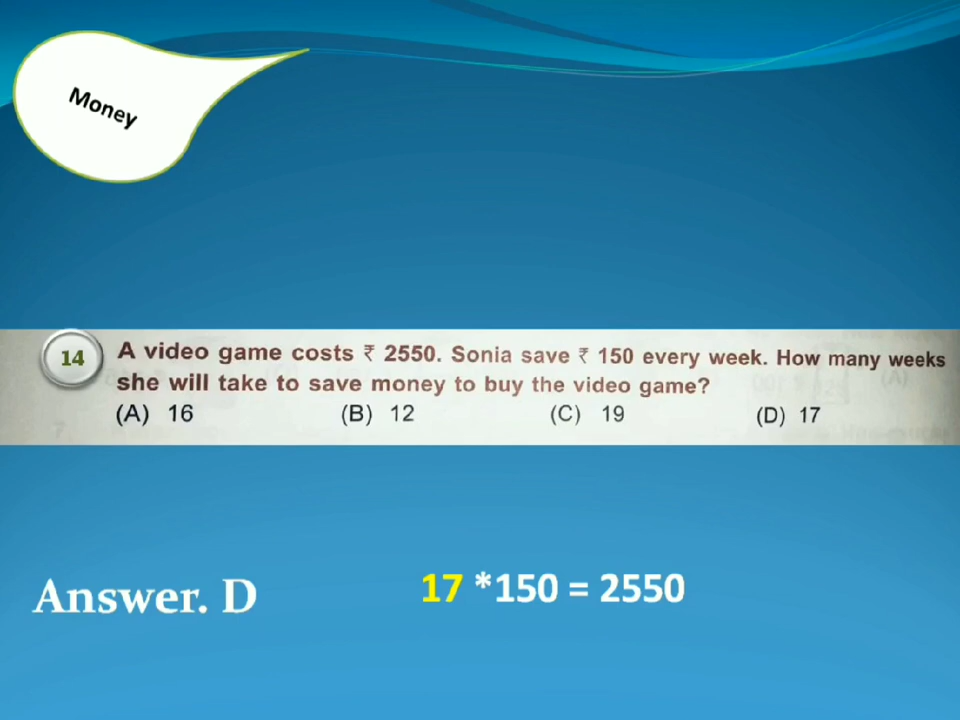 Money
14 A video game costs ₹ 2550. Sonia save ₹ 150 every week. How many weeks
she will take to save money to buy the video game?
(A) 16 (B) 12 (C) 19 (D) 17
Answer. D 17 *150 = 2550